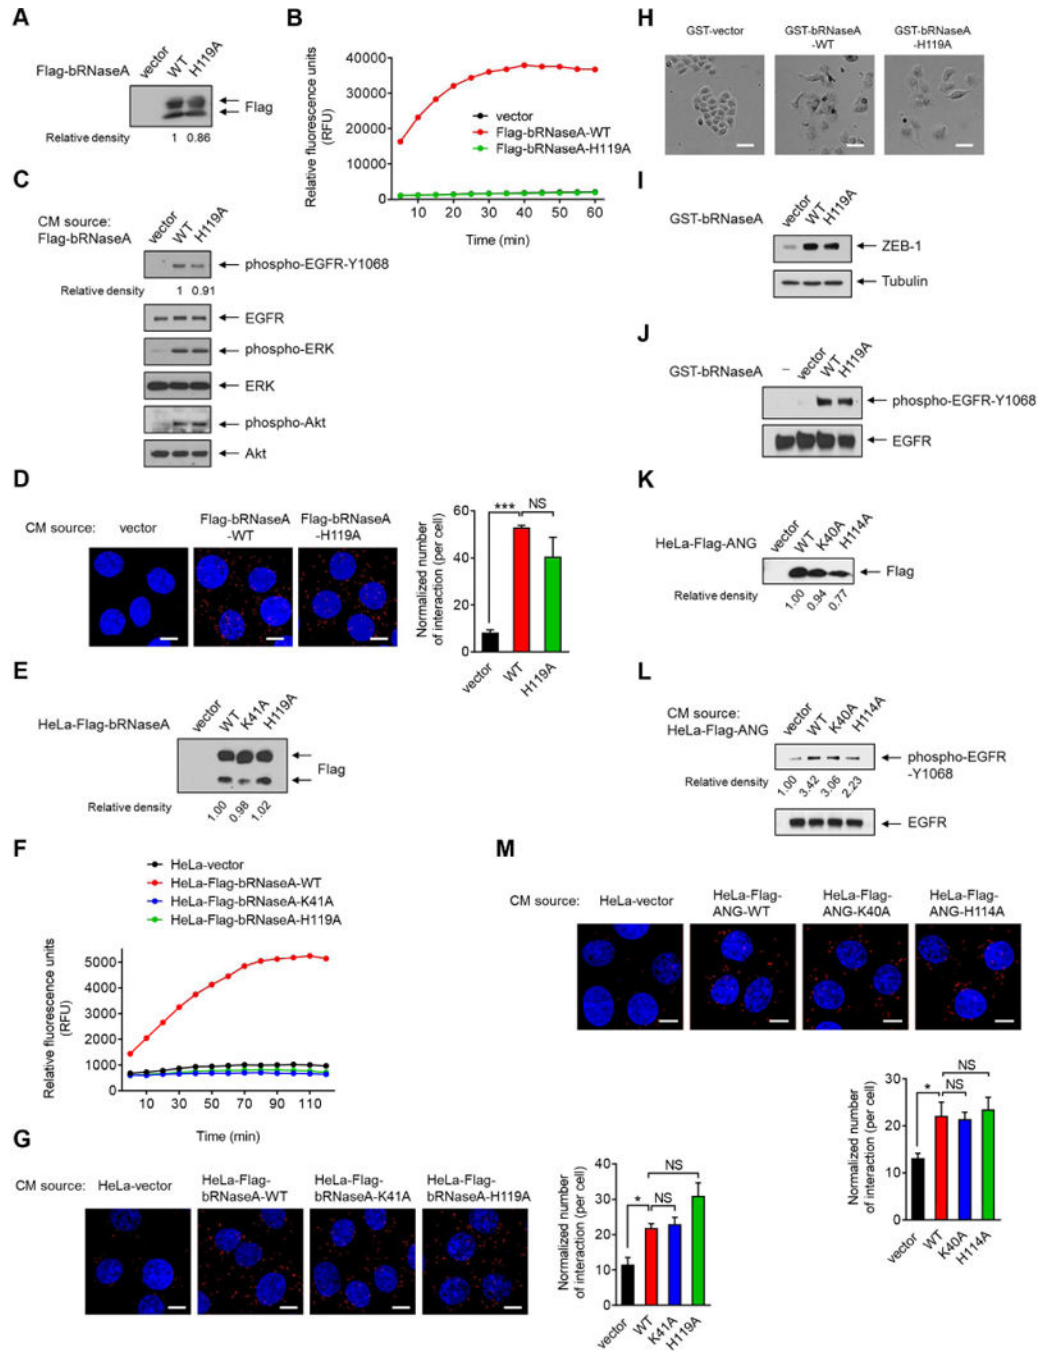 A
Flag-bRNaseA
vector
WT
H119A
Flag
Relative density
1 0.86
B
Relative fluorescence units
(RFU)
40000
30000
20000
10000
0
vector
Flag-bRNaseA-WT
Flag-bRNaseA-H119A
10 20 30 40 50 60
Time (min)
C
CM source:
Flag-bRNaseA
vector
WT
H119A
phospho-EGFR-Y1068
Relative density
1 0.91
EGFR
phospho-ERK
ERK
phospho-Akt
Akt
D
CM source:
vector
Flag-bRNaseA
-WT
Flag-bRNaseA
-H119A
Normalized number
of interaction (per cell)
60
40
20
0
***
NS
vector
WT
H119A
E
HeLa-Flag-bRNaseA
vector
WT
K41A
H119A
Flag
Relative density
1.00
0.98
1.02
F
HeLa-vector
HeLa-Flag-bRNaseA-WT
HeLa-Flag-bRNaseA-K41A
HeLa-Flag-bRNaseA-H119A
Relative fluorescence units
(RFU)
5000
4000
3000
2000
1000
0
10 30 50 70 90 110
Time (min)
G
CM source:
HeLa-vector
HeLa-Flag-
bRNaseA-WT
HeLa-Flag-
bRNaseA-K41A
HeLa-Flag-
bRNaseA-H119A
Normalized number
of interaction (per cell)
40
30
20
10
0
*
NS
NS
vector
WT
K41A
H119A
H
GST-vector
GST-bRNaseA
-WT
GST-bRNaseA
-H119A
I
GST-bRNaseA
vector
WT
H119A
ZEB-1
Tubulin
J
GST-bRNaseA
–
vector
WT
H119A
phospho-EGFR-Y1068
EGFR
K
HeLa-Flag-ANG
vector
WT
K40A
H114A
Flag
Relative density
1.00
0.94
0.77
L
CM source:
HeLa-Flag-ANG
vector
WT
K40A
H114A
phospho-EGFR
-Y1068
Relative density
1.00
3.42
3.06
2.23
EGFR
M
CM source:
HeLa-vector
HeLa-Flag-
ANG-WT
HeLa-Flag-
ANG-K40A
HeLa-Flag-
ANG-H114A
Normalized number
of interaction (per cell)
30
20
10
0
*
NS
NS
vector
WT
K40A
H114A